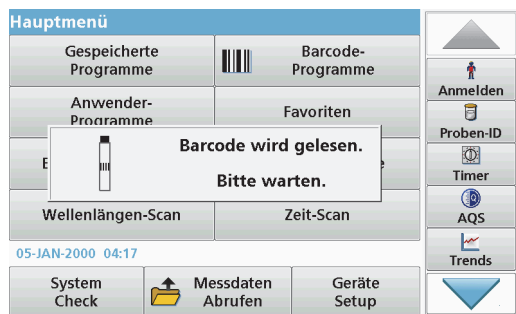 Hauptmenü
Gespeicherte
Programme
Barcode-
Programme
Anwender-
Programme
Favoriten
Barcode wird gelesen.
Bitte warten.
Wellenlängen-Scan
Zeit-Scan
05-JAN-2000 04:17
System
Check
Messdaten
Abrufen
Geräte
Setup
Anmelden
Proben-ID
Timer
AQS
Trends